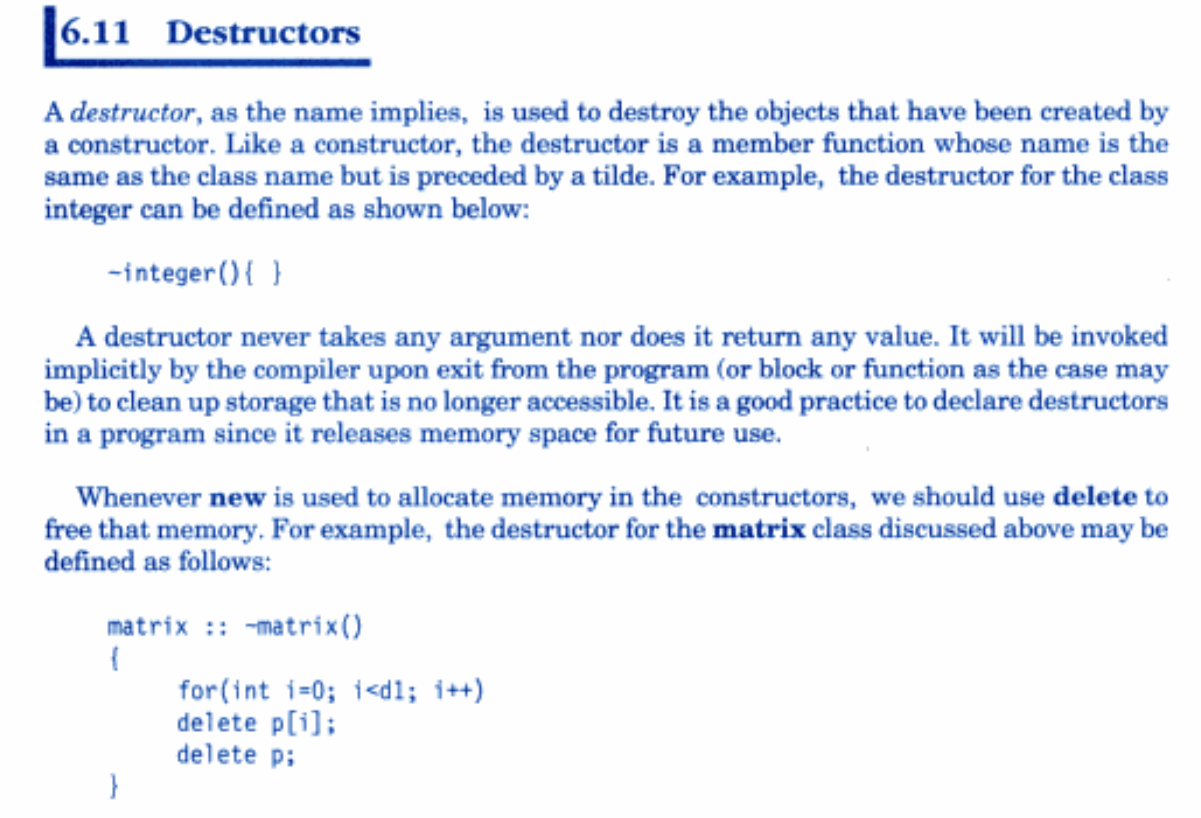 6.11 Destructors
A destructor, as the name implies, is used to destroy the objects that have been created by
a constructor. Like a constructor, the destructor is a member function whose name is the
same as the class name but is preceded by a tilde. For example, the destructor for the class
integer can be defined as shown below:
~integer(){ }
A destructor never takes any argument nor does it return any value. It will be invoked
implicitly by the compiler upon exit from the program (or block or function as the case may
be) to clean up storage that is no longer accessible. It is a good practice to declare destructors
in a program since it releases memory space for future use.
Whenever new is used to allocate memory in the constructors, we should use delete to
free that memory. For example, the destructor for the matrix class discussed above may be
defined as follows:
matrix :: ~matrix()
{
for(int i=0; i<d1; i++)
delete p[i];
delete p;
}